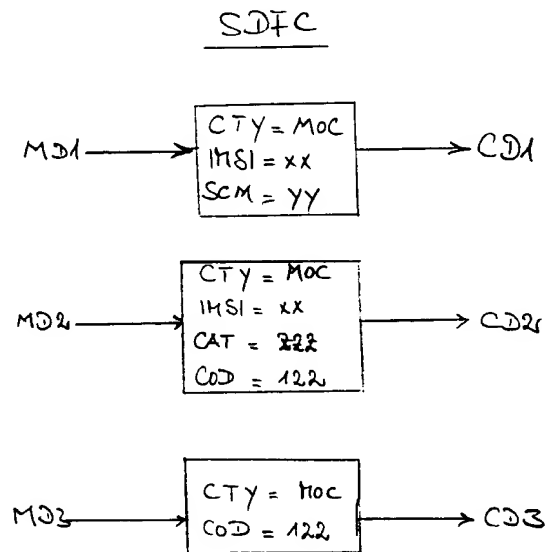 SDFC
MD1
CTY = MOC
IMSI = xx
SCM = YY
CD1
MD2
CTY = MOC
IMSI = xx
CAT = ZZZ
COD = 122
CD2
MD3
CTY = MOC
COD = 122
CD3